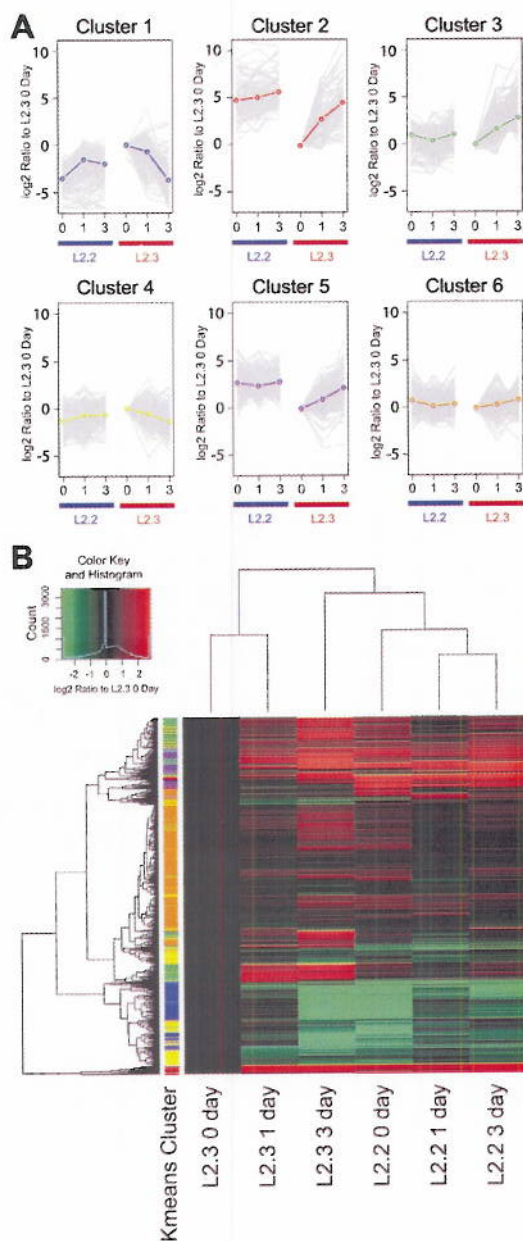 A
Cluster 1
Cluster 2
Cluster 3
log2 Ratio to L2.3 0 Day
10
5
0
-5
0 1 3 0 1 3
L2.2 L2.3
log2 Ratio to L2.3 0 Day
10
5
0
-5
0 1 3 0 1 3
L2.2 L2.3
log2 Ratio to L2.3 0 Day
10
5
0
-5
0 1 3 0 1 3
L2.2 L2.3
Cluster 4
Cluster 5
Cluster 6
log2 Ratio to L2.3 0 Day
10
5
0
-5
0 1 3 0 1 3
L2.2 L2.3
log2 Ratio to L2.3 0 Day
10
5
0
-5
0 1 3 0 1 3
L2.2 L2.3
log2 Ratio to L2.3 0 Day
10
5
0
-5
0 1 3 0 1 3
L2.2 L2.3
B
Color Key
and Histogram
Count
0 1500 3000
-2 -1 0 1 2
log2 Ratio to L2.3 0 Day
Kmeans Cluster
L2.3 0 day
L2.3 1 day
L2.3 3 day
L2.2 0 day
L2.2 1 day
L2.2 3 day